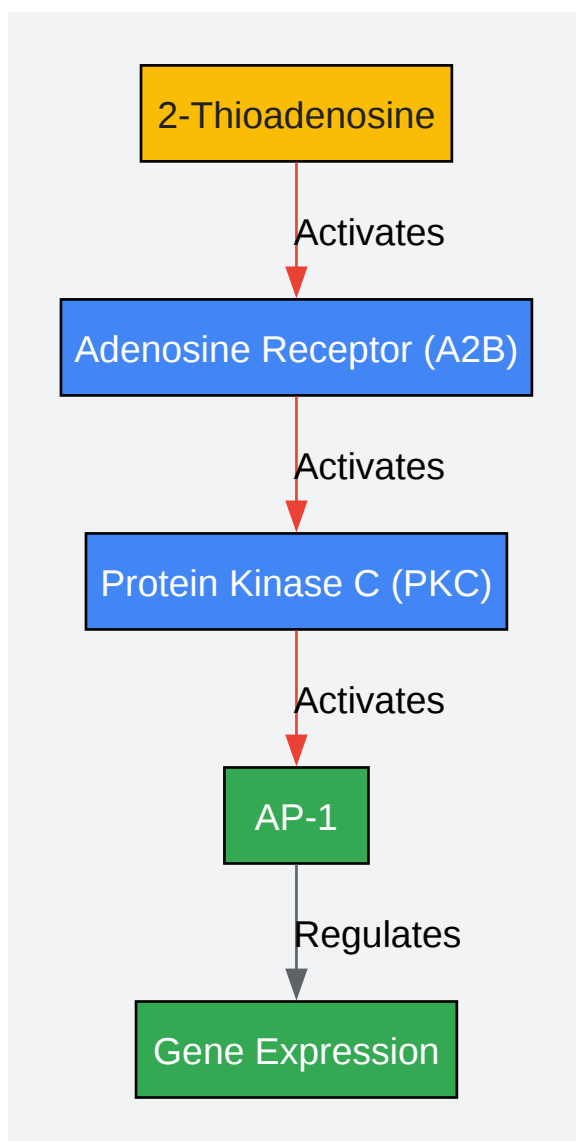 2-Thioadenosine
Activates
Adenosine Receptor (A2B)
Activates
Protein Kinase C (PKC)
Activates
AP-1
Regulates
Gene Expression